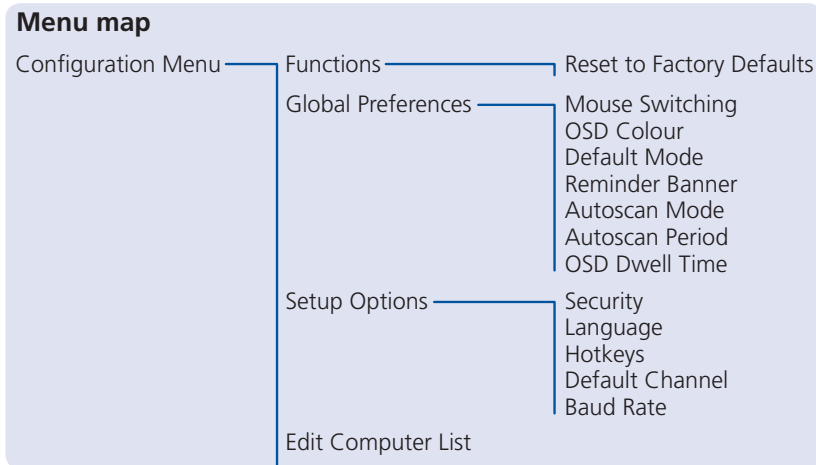 Menu map
Configuration Menu Functions Reset to Factory Defaults
Global Preferences Mouse Switching
OSD Colour
Default Mode
Reminder Banner
Autoscan Mode
Autoscan Period
OSD Dwell Time
Setup Options Security
Language
Hotkeys
Default Channel
Baud Rate
Edit Computer List